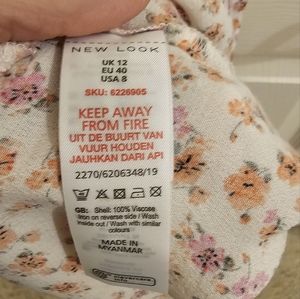 NEW LOOK
UK 12
EU 40
USA 8
SKU: 6226905
KEEP AWAY
FROM FIRE
UIT DE BUURT VAN
VUUR HOUDEN
JAUHKAN DARI API
2270/6206348/19
GB: Shell: 100% Viscose
Iron on reverse side / Wash
inside out / Wash with similar
colours
MADE IN
MYANMAR